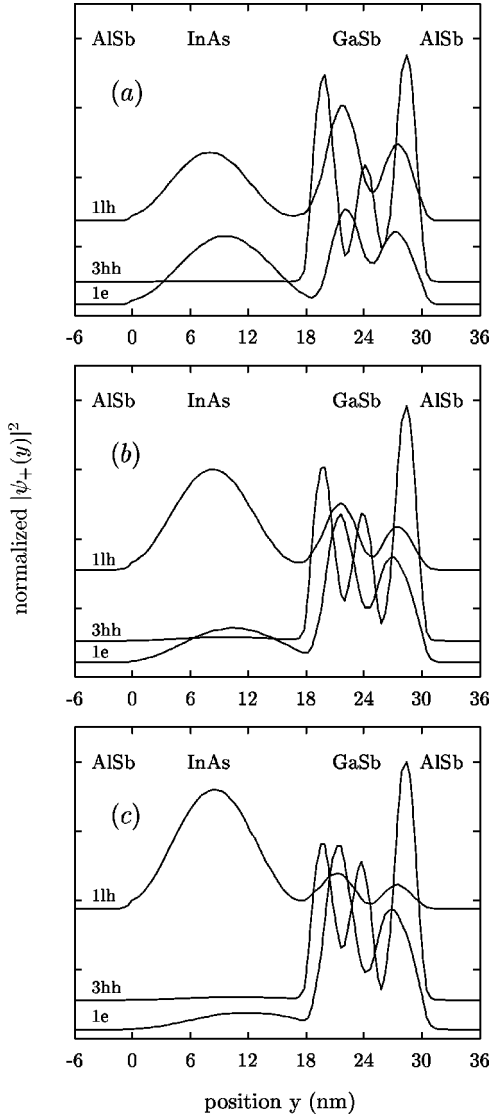 AlSb InAs GaSb AlSb
(a)
1lh
3hh
1e
-6 0 6 12 18 24 30 36
AlSb InAs GaSb AlSb
(b)
1lh
3hh
1e
-6 0 6 12 18 24 30 36
normalized |ψ₊(y)|²
AlSb InAs GaSb AlSb
(c)
1lh
3hh
1e
-6 0 6 12 18 24 30 36
position y (nm)